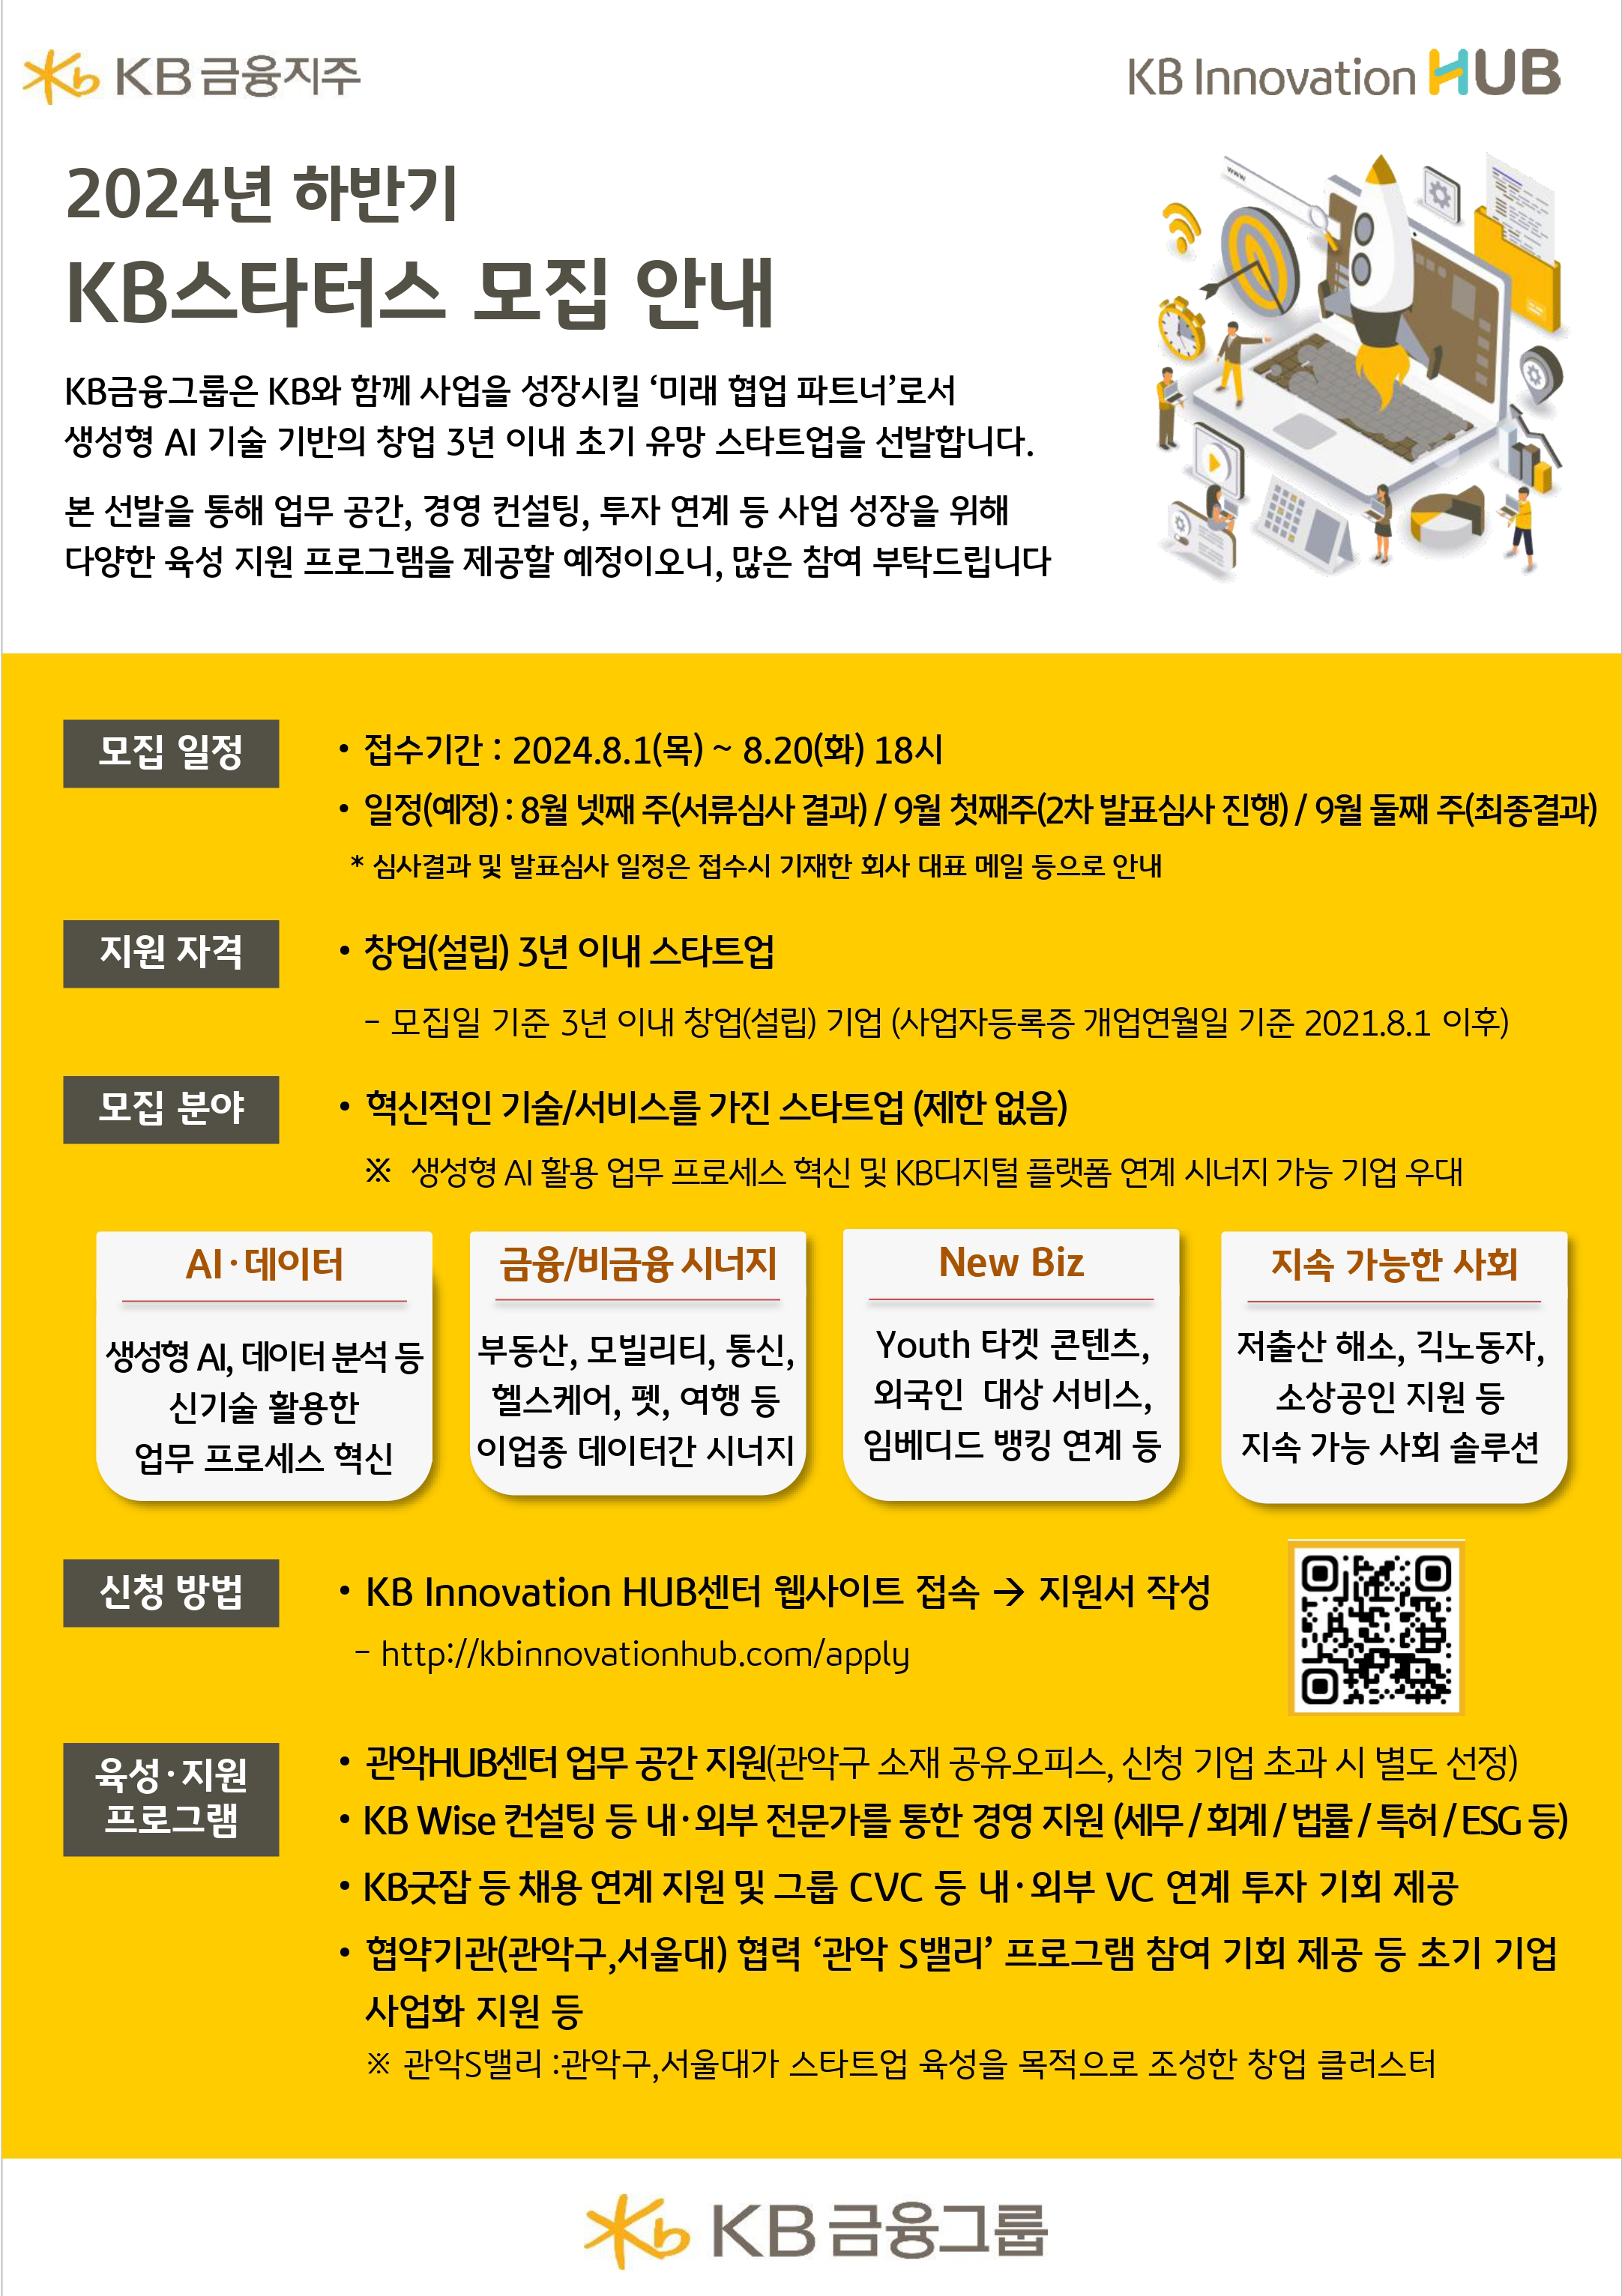 KB금융지주
KB Innovation HUB
2024년 하반기
KB스타터스 모집 안내
KB금융그룹은 KB와 함께 사업을 성장시킬 ‘미래 협업 파트너’로서
생성형 AI 기술 기반의 창업 3년 이내 초기 유망 스타트업을 선발합니다.
본 선발을 통해 업무 공간, 경영 컨설팅, 투자 연계 등 사업 성장을 위해
다양한 육성 지원 프로그램을 제공할 예정이오니, 많은 참여 부탁드립니다
www
모집 일정
• 접수기간 : 2024.8.1(목) ~ 8.20(화) 18시
• 일정(예정) : 8월 넷째 주(서류심사 결과) / 9월 첫째주(2차 발표심사 진행) / 9월 둘째 주(최종결과)
* 심사결과 및 발표심사 일정은 접수시 기재한 회사 대표 메일 등으로 안내
지원 자격
• 창업(설립) 3년 이내 스타트업
- 모집일 기준 3년 이내 창업(설립) 기업 (사업자등록증 개업연월일 기준 2021.8.1 이후)
모집 분야
• 혁신적인 기술/서비스를 가진 스타트업 (제한 없음)
※ 생성형 AI 활용 업무 프로세스 혁신 및 KB디지털 플랫폼 연계 시너지 가능 기업 우대
AI·데이터
생성형 AI, 데이터 분석 등
신기술 활용한
업무 프로세스 혁신
금융/비금융 시너지
부동산, 모빌리티, 통신,
헬스케어, 펫, 여행 등
이업종 데이터간 시너지
New Biz
Youth 타겟 콘텐츠,
외국인 대상 서비스,
임베디드 뱅킹 연계 등
지속 가능한 사회
저출산 해소, 긱노동자,
소상공인 지원 등
지속 가능 사회 솔루션
신청 방법
• KB Innovation HUB센터 웹사이트 접속 → 지원서 작성
- http://kbinnovationhub.com/apply
육성·지원
프로그램
• 관악HUB센터 업무 공간 지원(관악구 소재 공유오피스, 신청 기업 초과 시 별도 선정)
• KB Wise 컨설팅 등 내·외부 전문가를 통한 경영 지원 (세무 / 회계 / 법률 / 특허 / ESG 등)
• KB굿잡 등 채용 연계 지원 및 그룹 CVC 등 내·외부 VC 연계 투자 기회 제공
• 협약기관(관악구,서울대) 협력 ‘관악 S밸리’ 프로그램 참여 기회 제공 등 초기 기업
사업화 지원 등
※ 관악S밸리 :관악구,서울대가 스타트업 육성을 목적으로 조성한 창업 클러스터
KB금융그룹